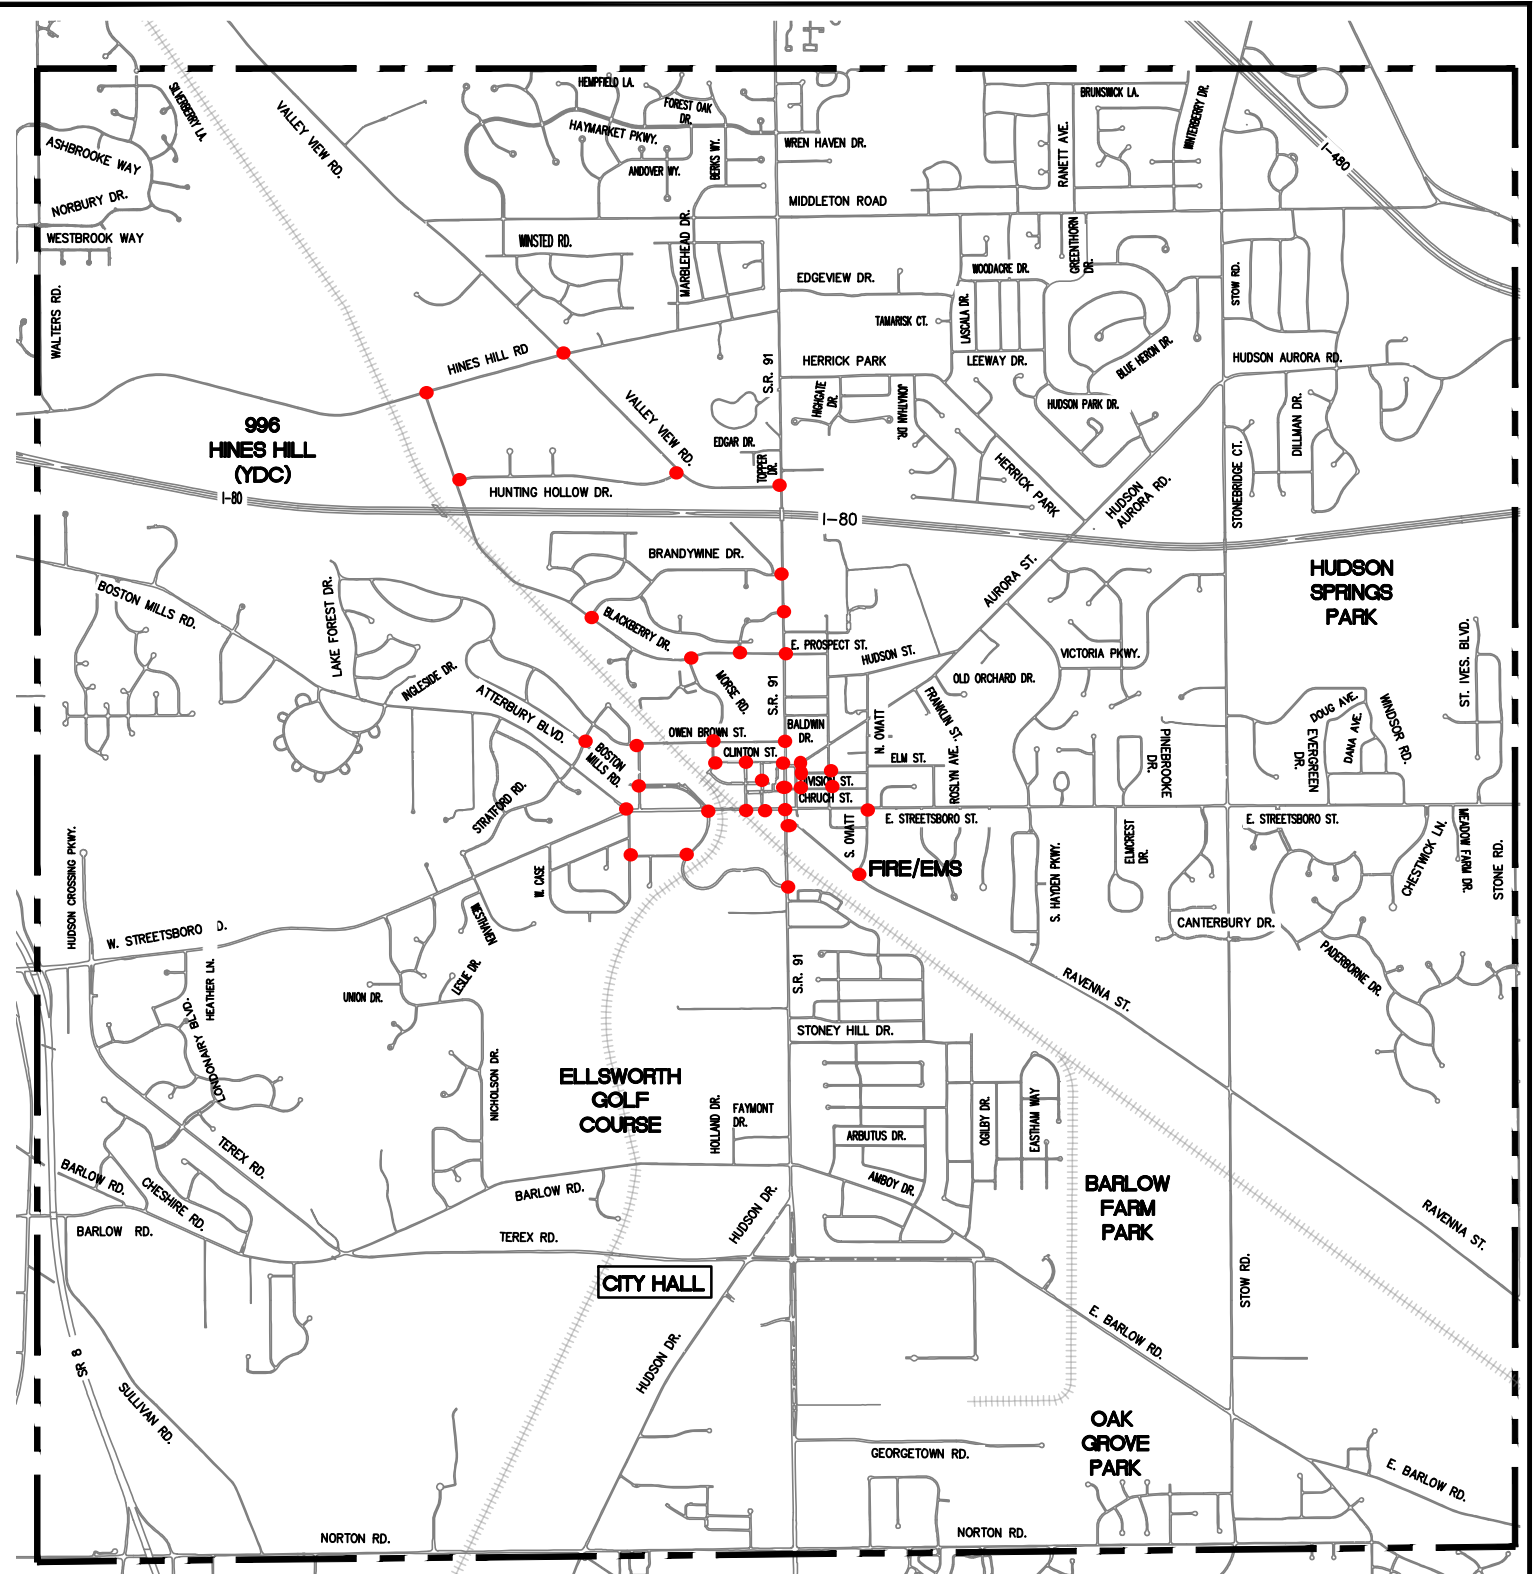 HEMPFIELD LA.
BRUNSWICK LA.
SILVERBERRY LA.
VALLEY VIEW RD.
FOREST OAK
DR.
HAYMARKET PKWY.
WINTERBERRY DR.
ASHBROOKE WAY
WREN HAVEN DR.
RANETT AVE.
BERKS WY.
I-480
ANDOVER WY.
NORBURY DR.
MIDDLETON ROAD
WESTBROOK WAY
WINSTED RD.
MARBLEHEAD DR.
GREENTHORN
DR.
WOODACRE DR.
EDGEVIEW DR.
STOW RD.
WALTERS RD.
LASCALA DR.
TAMARISK CT.
HINES HILL RD
S.R. 91
HERRICK PARK
LEEWAY DR.
BLUE HERON DR.
HUDSON AURORA RD.
HIGHGATE
DR.
JONATHAN DR.
HUDSON PARK DR.
VALLEY VIEW RD.
DILLMAN DR.
996
HINES HILL
(YDC)
EDGAR DR.
TOPPER
DR.
HERRICK PARK
HUDSON
AURORA RD.
STONEBRIDGE CT.
I-80
HUNTING HOLLOW DR.
I-80
BRANDYWINE DR.
AURORA ST.
HUDSON
SPRINGS
PARK
BOSTON MILLS RD.
LAKE FOREST DR.
BLACKBERRY DR.
E. PROSPECT ST.
HUDSON ST.
VICTORIA PKWY.
ST. IVES. BLVD.
INGLESIDE DR.
OLD ORCHARD DR.
ATTERBURY BLVD.
MORSE RD.
S.R. 91
FRANKLIN ST.
DOUG AVE.
WINDSOR RD.
BALDWIN
DR.
N. OVIATT
OWEN BROWN ST.
CLINTON ST.
ELM ST.
PINEBROOKE
DR.
EVERGREEN
DR.
DANA AVE.
BOSTON
MILLS RD.
ROSLYN AVE.
DIVISION ST.
CHRUCH ST.
STRATFORD RD.
E. STREETSBORO ST.
E. STREETSBORO ST.
S. OVIATT
ELMCREST
DR.
CHESTWICK LN.
MEADOW FARM DR.
STONE RD.
FIRE/EMS
HUDSON CROSSING PKWY.
W. CASE
S. HAYDEN PKWY.
WESTHAVEN
W. STREETSBORO D.
CANTERBURY DR.
PADERBORNE DR.
HEATHER LN.
LESLIE DR.
UNION DR.
S.R. 91
RAVENNA ST.
LONDONAIRY BLVD.
STONEY HILL DR.
NICHOLSON DR.
ELLSWORTH
GOLF
COURSE
HOLLAND DR.
FAYMONT
DR.
OGILBY DR.
EASTHAM WAY
ARBUTUS DR.
TEREX RD.
BARLOW RD.
CHESHIRE RD.
BARLOW RD.
AMBOY DR.
BARLOW
FARM
PARK
BARLOW RD.
HUDSON DR.
TEREX RD.
RAVENNA ST.
CITY HALL
STOW RD.
E. BARLOW RD.
SR 8
HUDSON DR.
SULLIVAN RD.
OAK
GROVE
PARK
GEORGETOWN RD.
E. BARLOW RD.
NORTON RD.
NORTON RD.